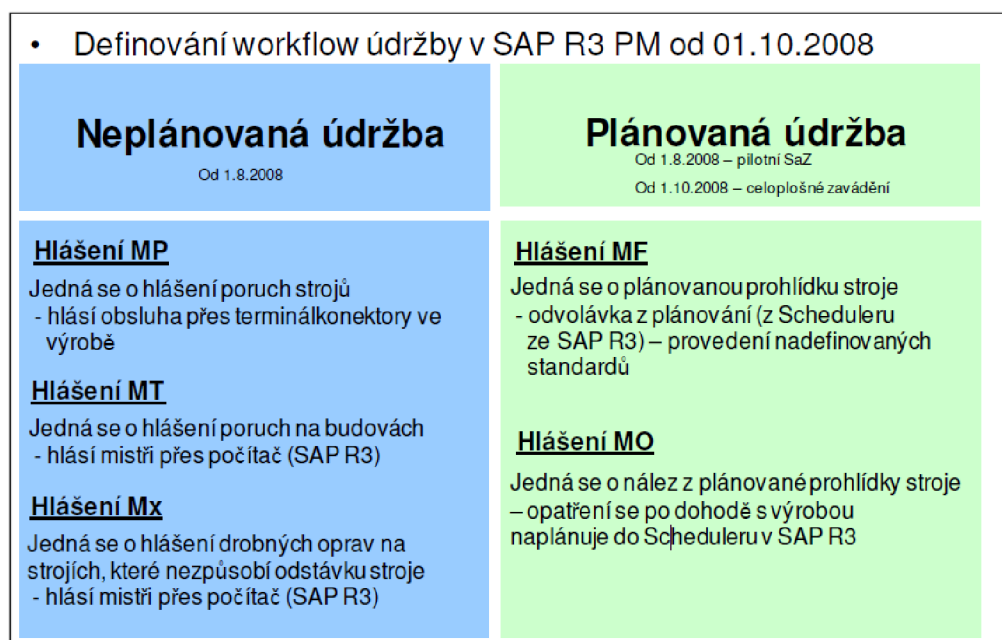 • Definování workflow údržby v SAP R3 PM od 01.10.2008
Neplánovaná údržba
Od 1.8.2008
Plánovaná údržba
Od 1.8.2008 – pilotní SaZ
Od 1.10.2008 – celoplošné zavádění
Hlášení MP
Jedná se o hlášení poruch strojů
- hlásí obsluha přes terminálkonektory ve
výrobě
Hlášení MT
Jedná se o hlášení poruch na budovách
- hlásí mistři přes počítač (SAP R3)
Hlášení Mx
Jedná se o hlášení drobných oprav na
strojích, které nezpůsobí odstávku stroje
- hlásí mistři přes počítač (SAP R3)
Hlášení MF
Jedná se o plánovanou prohlídku stroje
- odvolávka z plánování (z Scheduleru
ze SAP R3) – provedení nadefinovaných
standardů
Hlášení MO
Jedná se o nález z plánované prohlídky stroje
– opatření se po dohodě s výrobou
naplánuje do Scheduleru v SAP R3